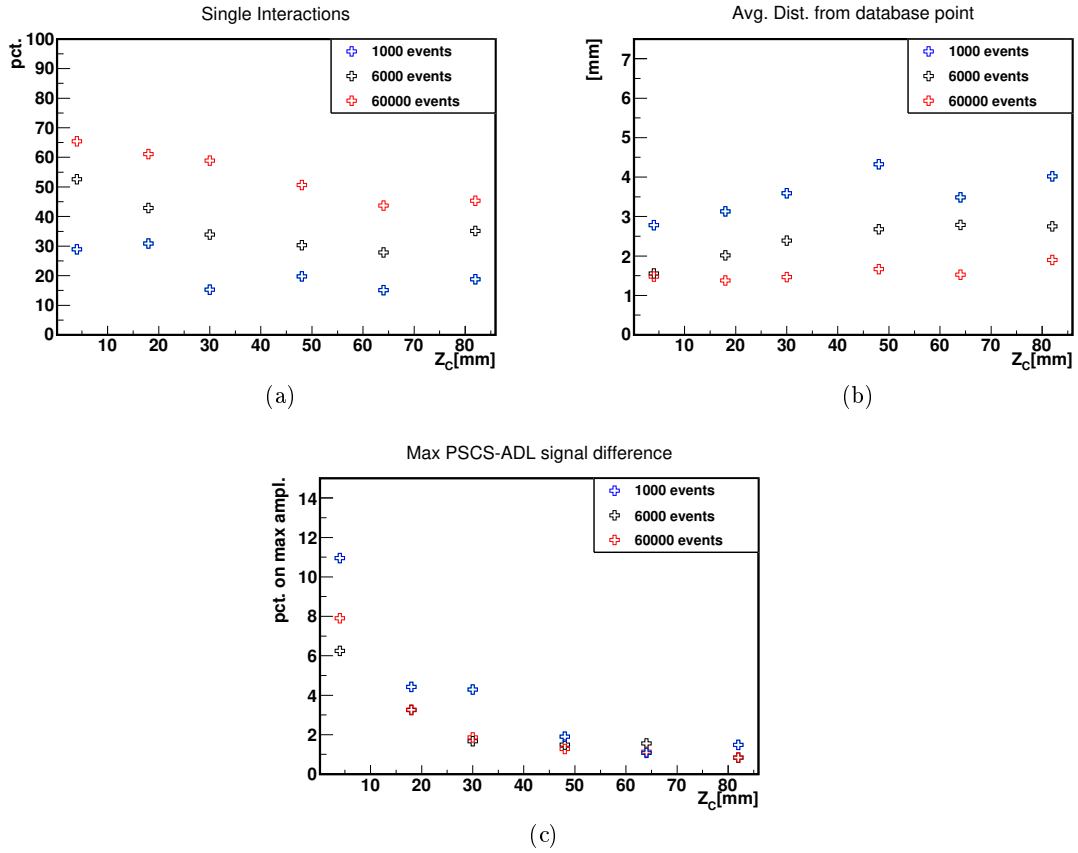 Single Interactions
pct.
100
90
80
70
60
50
40
30
20
10
0
1000 events
6000 events
60000 events
10 20 30 40 50 60 70 80
Z_C[mm]
(a)
Avg. Dist. from database point
[mm]
7
6
5
4
3
2
1
0
1000 events
6000 events
60000 events
10 20 30 40 50 60 70 80
Z_C[mm]
(b)
Max PSCS-ADL signal difference
pct. on max ampl.
14
12
10
8
6
4
2
0
1000 events
6000 events
60000 events
10 20 30 40 50 60 70 80
Z_C[mm]
(c)